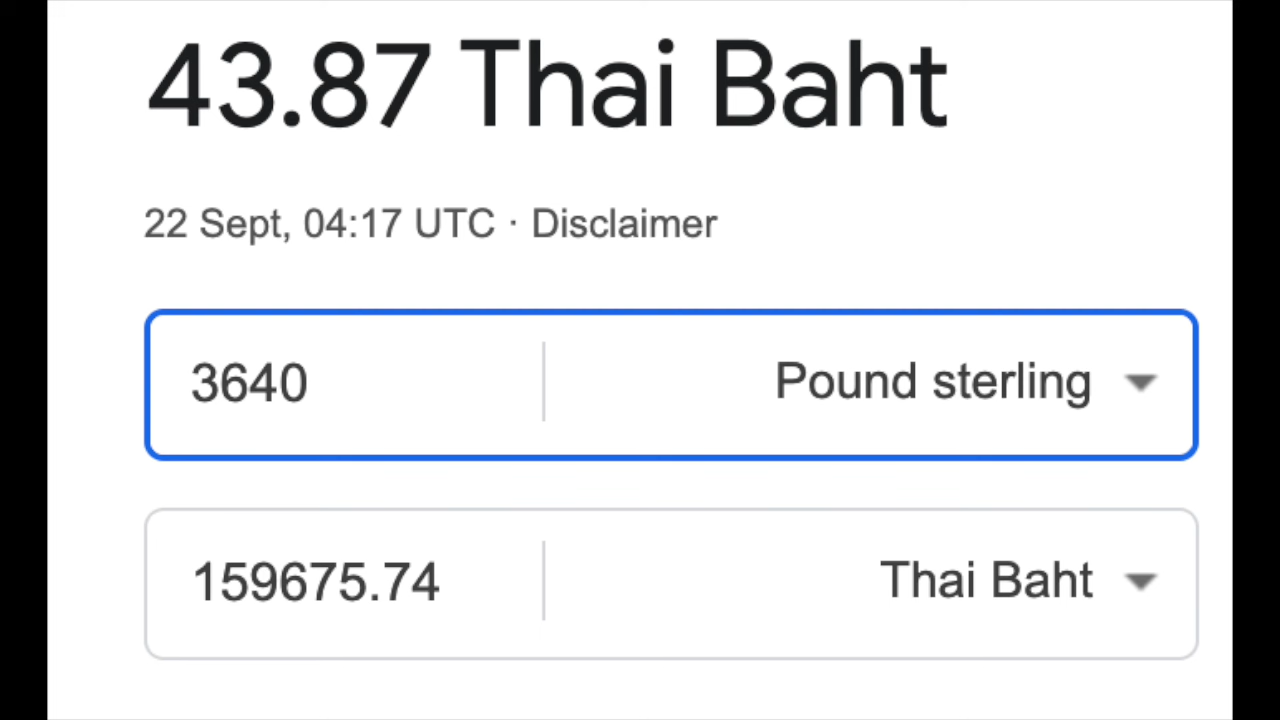 43.87 Thai Baht
22 Sept, 04:17 UTC · Disclaimer
3640 Pound sterling
159675.74 Thai Baht